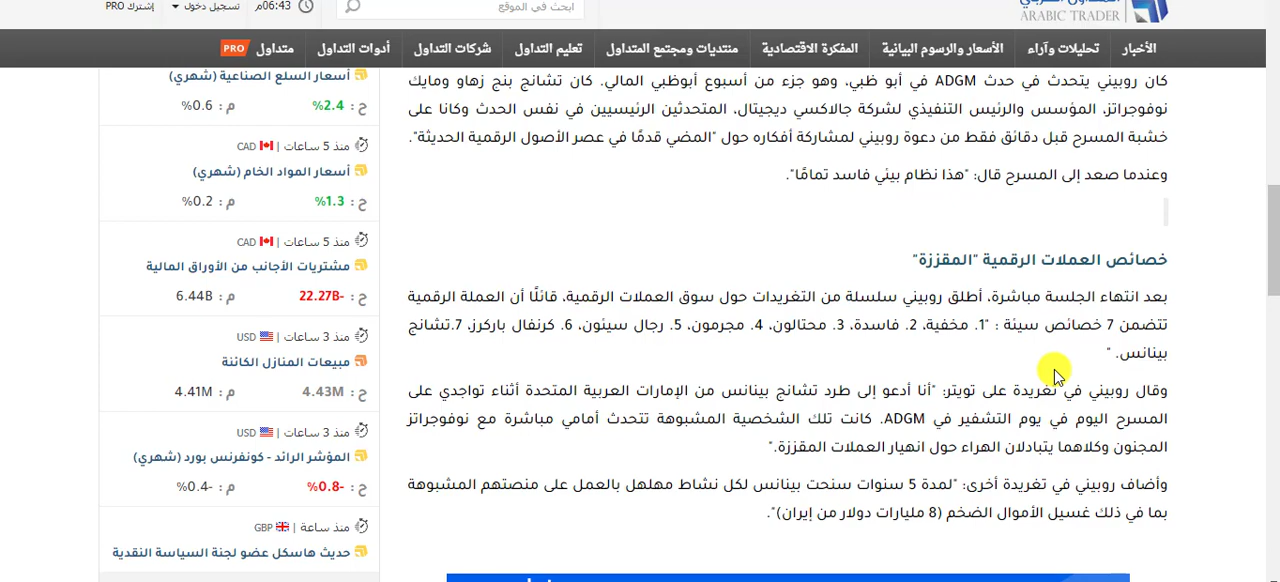 المتداول العربي
ARABIC TRADER
ابحث في الموقع
06:43م
تسجيل دخول
إشترك PRO
الأخبار
تحليلات وآراء
الأسعار والرسوم البيانية
المفكرة الاقتصادية
منتديات ومجتمع المتداول
تعليم التداول
شركات التداول
أدوات التداول
متداول PRO
كان روبيني يتحدث في حدث ADGM في أبو ظبي، وهو جزء من أسبوع أبوظبي المالي. كان تشانج بنج زهاو ومايك
نوفوجراتز، المؤسس والرئيس التنفيذي لشركة جالاكسي ديجيتال، المتحدثين الرئيسيين في نفس الحدث وكانا على
خشبة المسرح قبل دقائق فقط من دعوة روبيني لمشاركة أفكاره حول "المضي قدمًا في عصر الأصول الرقمية الحديثة".
وعندما صعد إلى المسرح قال: "هذا نظام بيئي فاسد تمامًا".
خصائص العملات الرقمية "المقززة"
بعد انتهاء الجلسة مباشرة، أطلق روبيني سلسلة من التغريدات حول سوق العملات الرقمية، قائلًا أن العملة الرقمية
تتضمن 7 خصائص سيئة : "1. مخفية، 2. فاسدة، 3. محتالون، 4. مجرمون، 5. رجال سيئون، 6. كرنفال باركرز، 7.تشانج
بينانس. "
وقال روبيني في تغريدة على تويتر: "أنا أدعو إلى طرد تشانج بينانس من الإمارات العربية المتحدة أثناء تواجدي على
المسرح اليوم في يوم التشفير في ADGM. كانت تلك الشخصية المشبوهة تتحدث أمامي مباشرة مع نوفوجراتز
المجنون وكلاهما يتبادلان الهراء حول انهيار العملات المقززة."
وأضاف روبيني في تغريدة أخرى: "لمدة 5 سنوات سنحت بينانس لكل نشاط مهلهل بالعمل على منصتهم المشبوهة
بما في ذلك غسيل الأموال الضخم (8 مليارات دولار من إيران)".
أسعار السلع الصناعية (شهري)
ح : 2.4% م : 0.6%
منذ 5 ساعات | CAD
أسعار المواد الخام (شهري)
ح : 1.3% م : 0.2%
منذ 5 ساعات | CAD
مشتريات الأجانب من الأوراق المالية
ح : -22.27B م : 6.44B
منذ 3 ساعات | USD
مبيعات المنازل الكائنة
ح : 4.43M م : 4.41M
منذ 3 ساعات | USD
المؤشر الرائد - كونفرنس بورد (شهري)
ح : -0.8% م : -0.4%
منذ ساعة | GBP
حديث هاسكل عضو لجنة السياسة النقدية